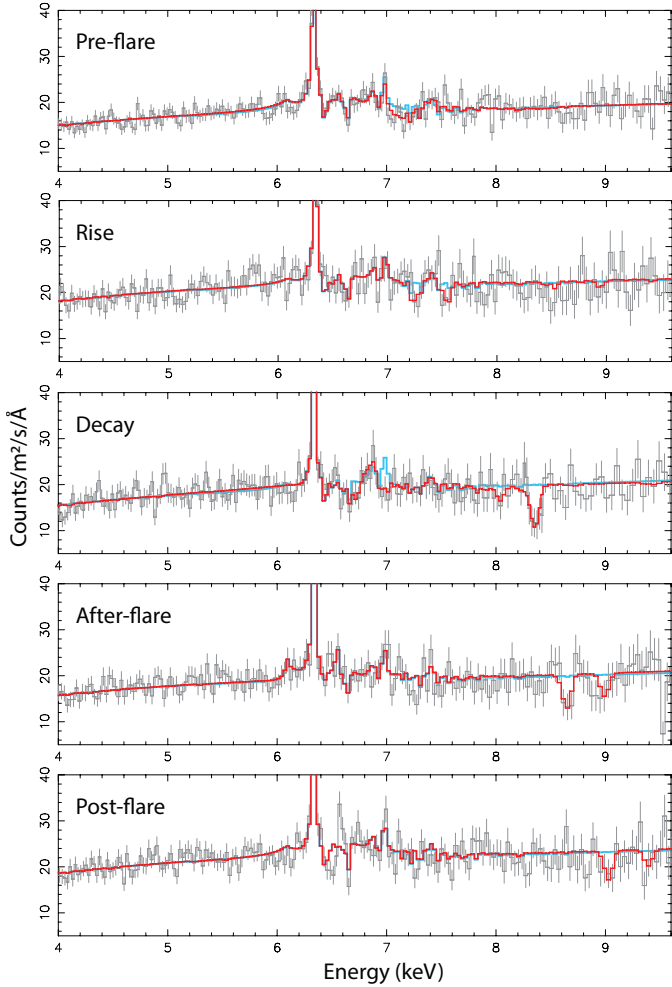 Pre-flare
10 20 30 40
4 5 6 7 8 9
Rise
10 20 30 40
4 5 6 7 8 9
Decay
10 20 30 40
4 5 6 7 8 9
Counts/m²/s/Å
After-flare
10 20 30 40
4 5 6 7 8 9
Post-flare
10 20 30 40
4 5 6 7 8 9
Energy (keV)